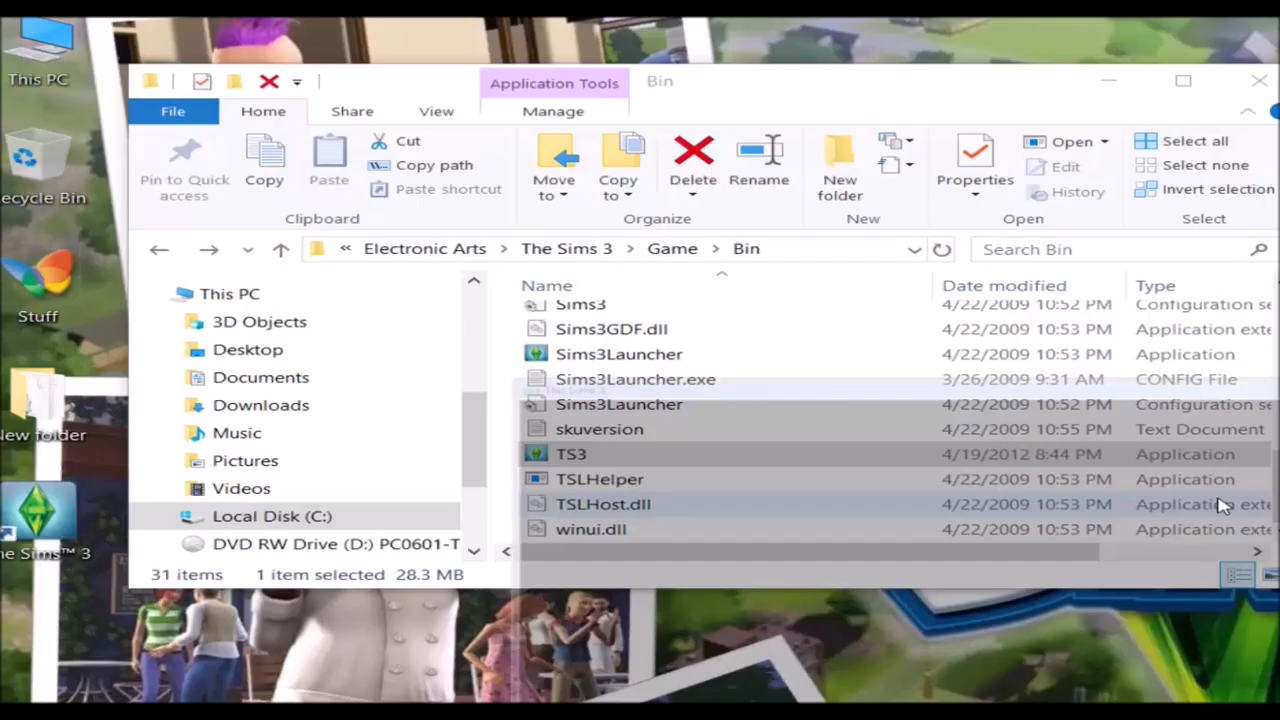 This PC
ecycle Bin
Stuff
New folder
he Sims™ 3
Application Tools
Bin
File
Home
Share
View
Manage
Pin to Quick access
Copy
Paste
Cut
Copy path
Paste shortcut
Clipboard
Move to
Copy to
Delete
Rename
Organize
New folder
New
Properties
Open
Edit
History
Open
Select all
Select none
Invert selection
Select
«
Electronic Arts > The Sims 3 > Game > Bin
Search Bin
This PC
3D Objects
Desktop
Documents
Downloads
Music
Pictures
Videos
Local Disk (C:)
DVD RW Drive (D:) PC0601-T
Name Date modified Type
Sims3 4/22/2009 10:52 PM Configuration se
Sims3GDF.dll 4/22/2009 10:53 PM Application exte
Sims3Launcher 4/22/2009 10:53 PM Application
Sims3Launcher.exe 3/26/2009 9:31 AM CONFIG File
Sims3Launcher 4/22/2009 10:52 PM Configuration se
skuversion 4/22/2009 10:55 PM Text Document
TS3 4/19/2012 8:44 PM Application
TSLHelper 4/22/2009 10:53 PM Application
TSLHost.dll 4/22/2009 10:53 PM Application exte
winui.dll 4/22/2009 10:53 PM Application exte
31 items 1 item selected 28.3 MB